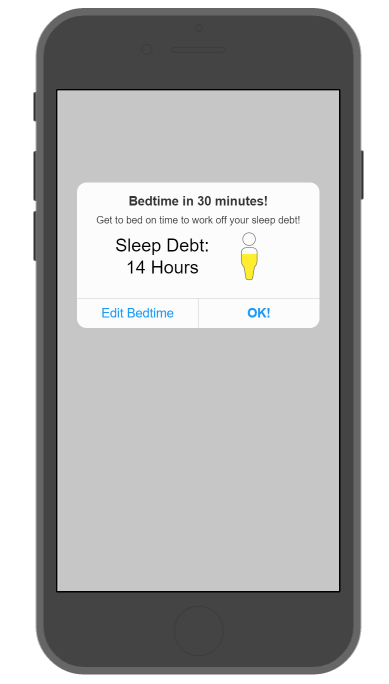 Bedtime in 30 minutes!
Get to bed on time to work off your sleep debt!
Sleep Debt:
14 Hours
Edit Bedtime
OK!